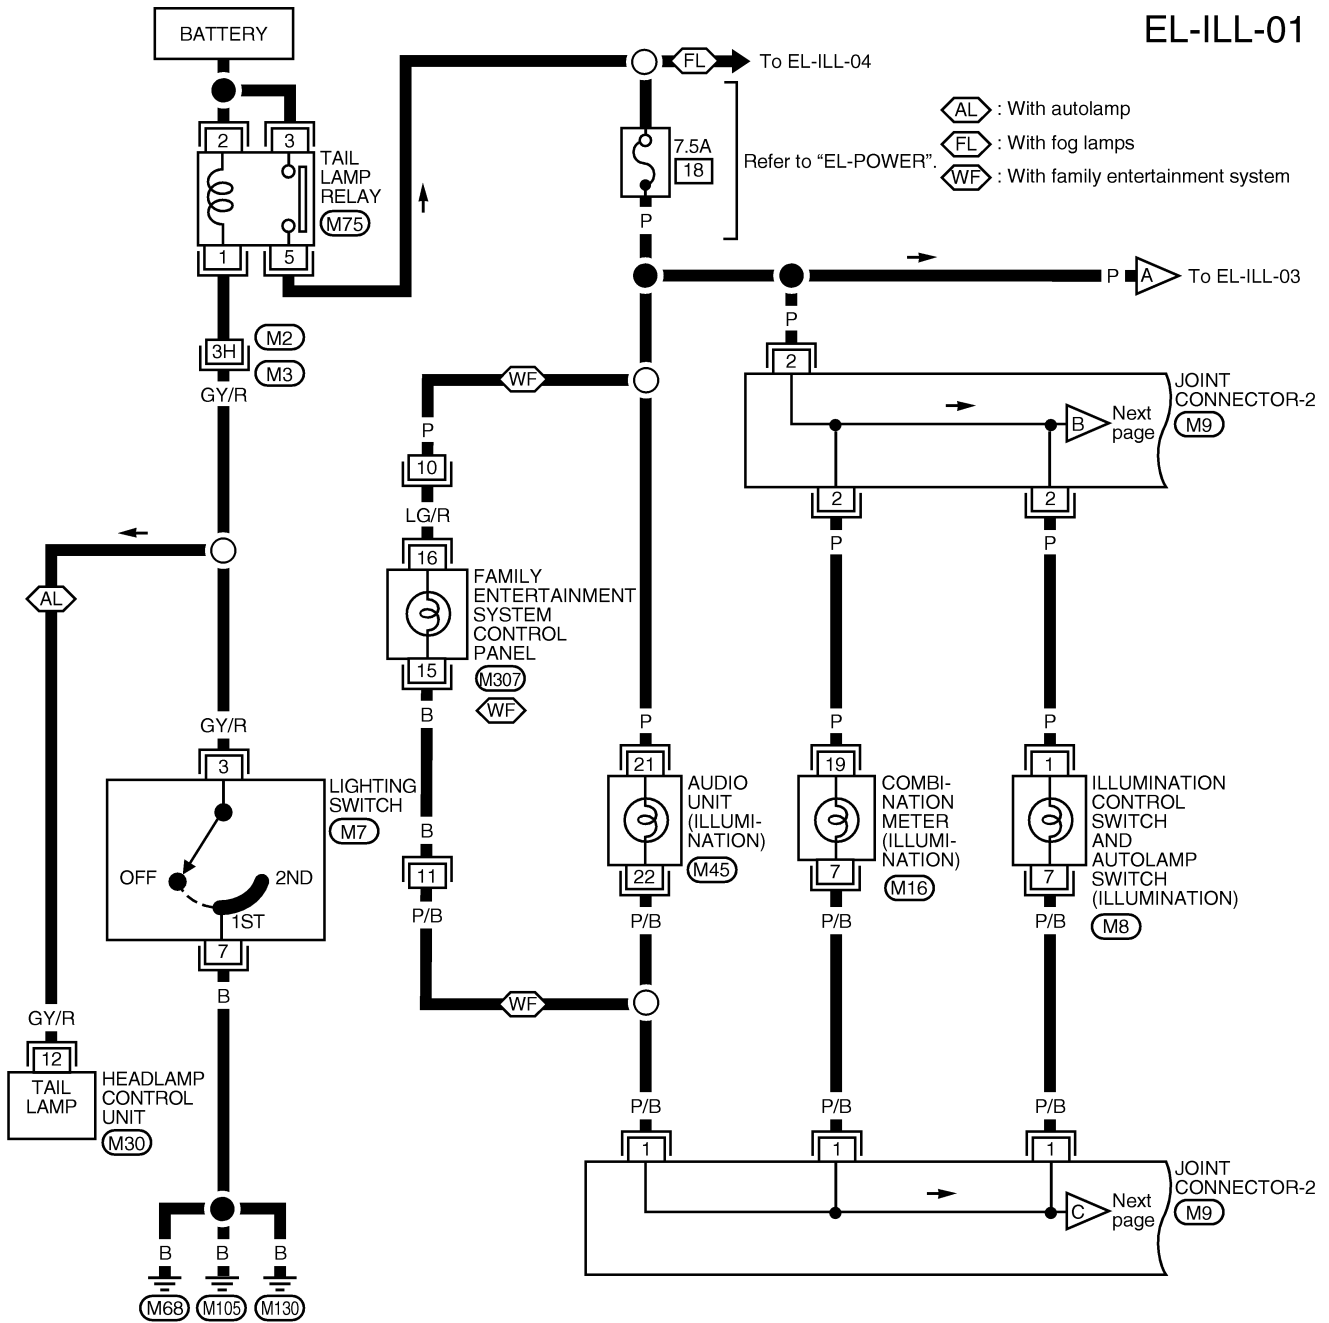 EL-ILL-01
BATTERY
2
3
TAIL
LAMP
RELAY
M75
1
5
3H
M2
M3
GY/R
FL
To EL-ILL-04
7.5A
18
Refer to “EL-POWER”.
P
AL : With autolamp
FL : With fog lamps
WF : With family entertainment system
P
A
To EL-ILL-03
P
2
JOINT
CONNECTOR-2
M9
B
Next
page
2
2
P
P
WF
P
10
LG/R
16
FAMILY
ENTERTAINMENT
SYSTEM
CONTROL
PANEL
M307
WF
15
B
B
11
P/B
WF
AL
GY/R
3
LIGHTING
SWITCH
M7
OFF
2ND
1ST
7
B
GY/R
12
TAIL
LAMP
HEADLAMP
CONTROL
UNIT
M30
B
B
B
M68
M105
M130
P
P
P
21
19
1
AUDIO
UNIT
(ILLUMI-
NATION)
M45
22
COMBI-
NATION
METER
(ILLUMI-
NATION)
M16
7
ILLUMINATION
CONTROL
SWITCH
AND
AUTOLAMP
SWITCH
(ILLUMINATION)
M8
7
P/B
P/B
P/B
P/B
P/B
P/B
1
1
1
JOINT
CONNECTOR-2
M9
C
Next
page